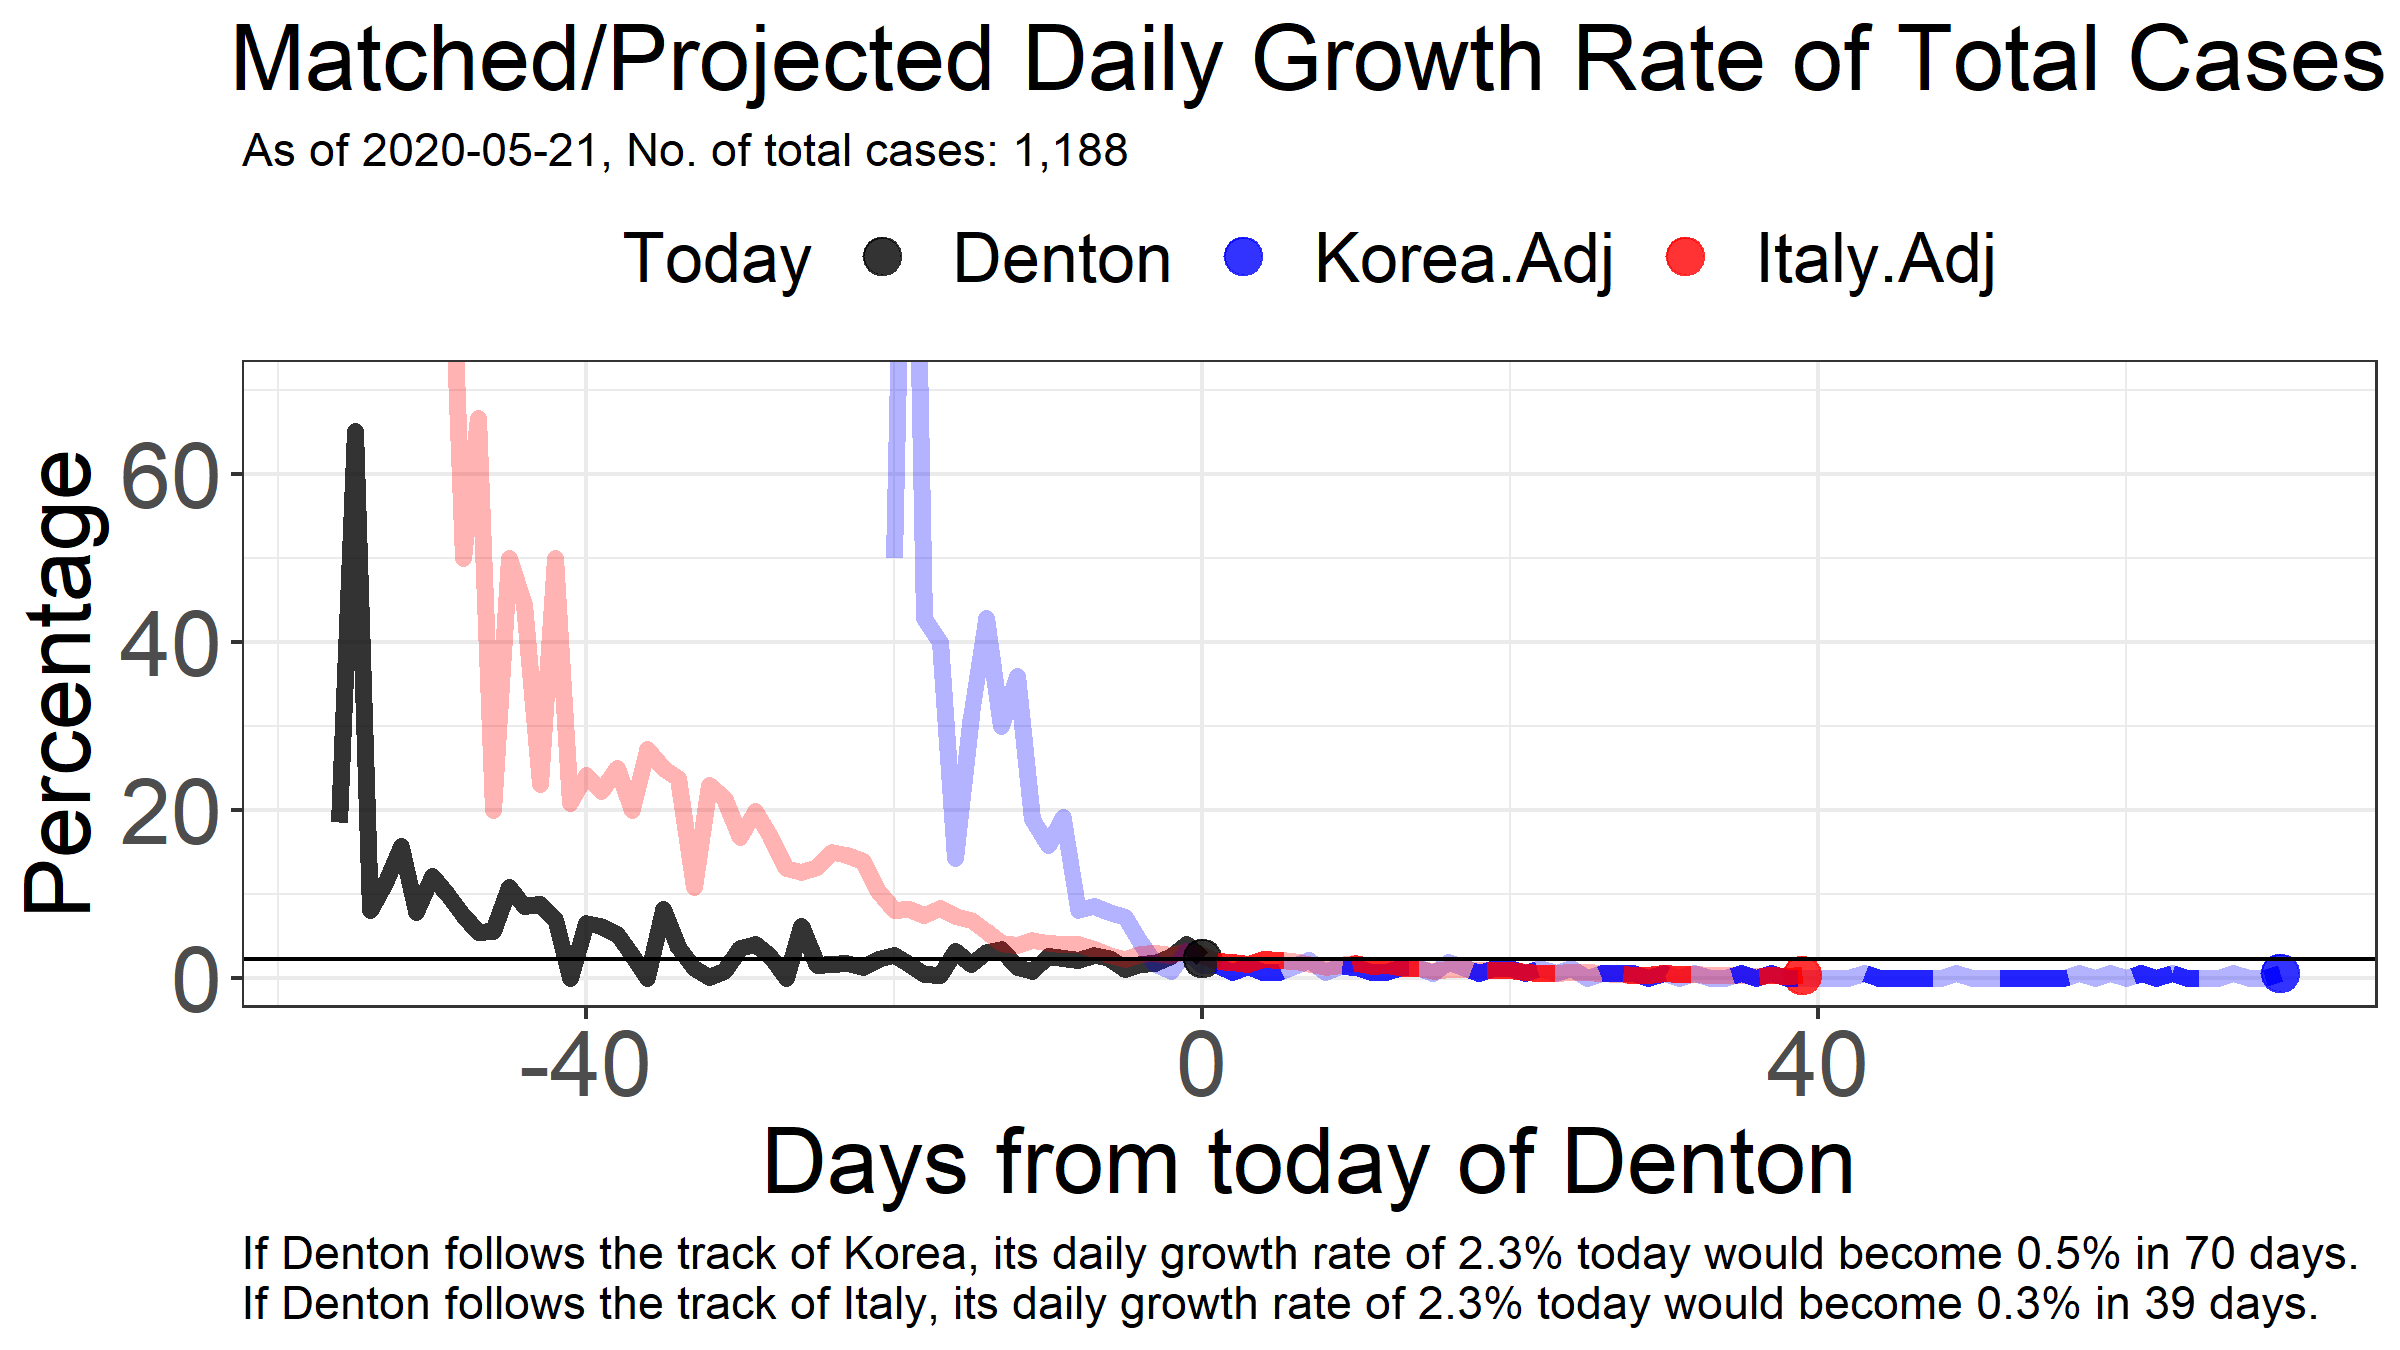 Matched/Projected Daily Growth Rate of Total Cases
As of 2020-05-21, No. of total cases: 1,188
Today Denton Korea.Adj Italy.Adj
Percentage
60
40
20
0
-40 0 40
Days from today of Denton
If Denton follows the track of Korea, its daily growth rate of 2.3% today would become 0.5% in 70 days.
If Denton follows the track of Italy, its daily growth rate of 2.3% today would become 0.3% in 39 days.